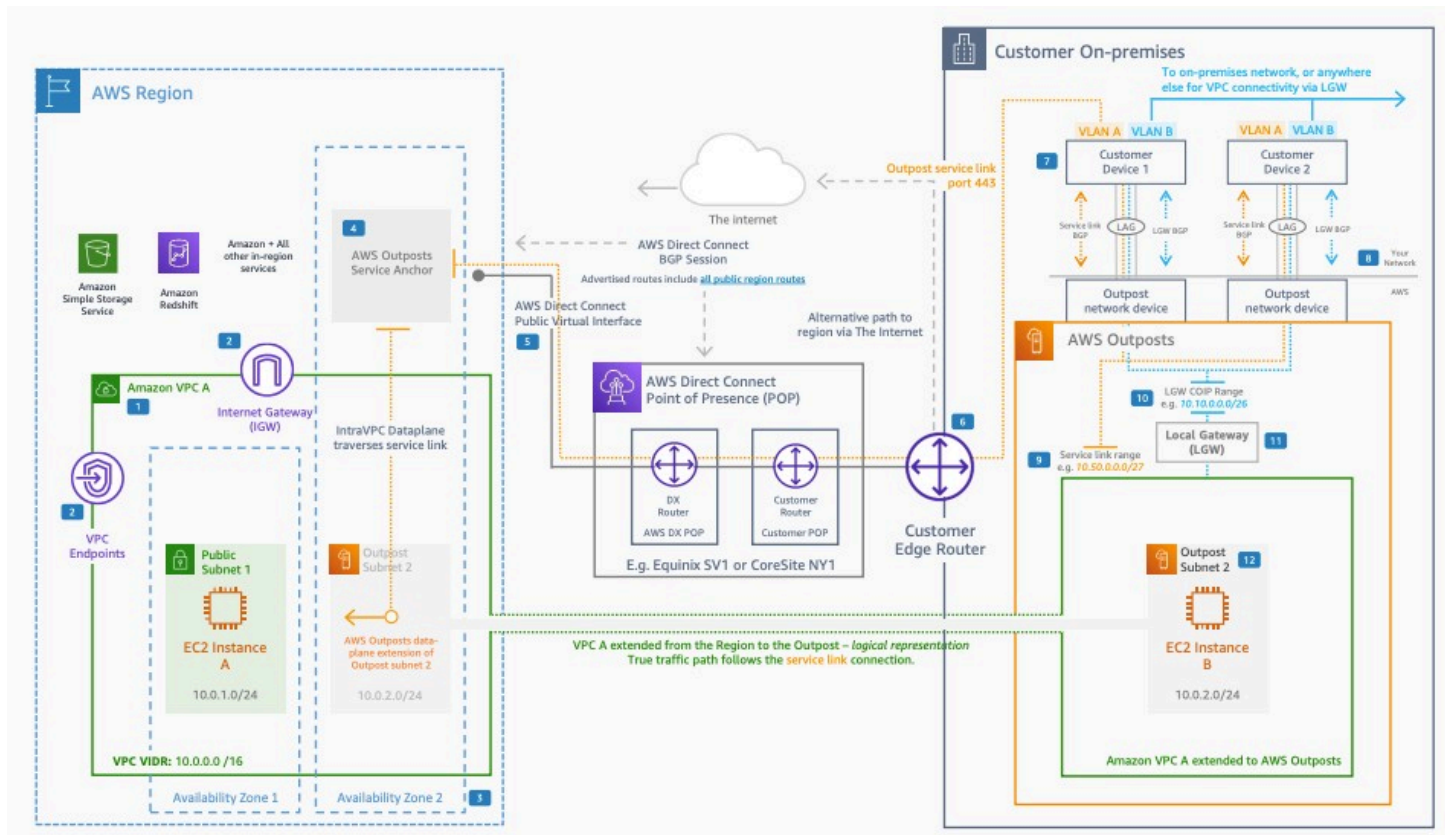 Customer On-premises
To on-premises network, or anywhere
else for VPC connectivity via LGW
AWS Region
VLAN A
VLAN B
VLAN A
VLAN B
7
Customer
Device 1
Customer
Device 2
Outpost service link
port 443
The internet
Service link
BGP
LAG
LGW BGP
Service link
BGP
LAG
LGW BGP
8
Your
Network
AWS
4
AWS Outposts
Service Anchor
AWS Direct Connect
BGP Session
Advertised routes include all public region routes
Amazon
Simple Storage
Service
Amazon
Redshift
Amazon + All
other in-region
services
Outpost
network device
Outpost
network device
AWS Direct Connect
Public Virtual Interface
5
Alternative path to
region via The Internet
AWS Outposts
2
Internet Gateway
(IGW)
Amazon VPC A
1
AWS Direct Connect
Point of Presence (POP)
10
LGW COIP Range
e.g. 10.10.0.0.0/26
IntraVPC Dataplane
traverses service link
6
Local Gateway
(LGW)
11
9
Service link range
e.g. 10.50.0.0.0/27
DX
Router
AWS DX POP
Customer
Router
Customer POP
2
VPC
Endpoints
Customer
Edge Router
E.g. Equinix SV1 or CoreSite NY1
Public
Subnet 1
EC2 Instance
A
10.0.1.0/24
Outpost
Subnet 2
AWS Outposts data-
plane extension of
Outpost subnet 2
10.0.2.0/24
Outpost
Subnet 2
12
EC2 Instance
B
10.0.2.0/24
VPC A extended from the Region to the Outpost – logical representation
True traffic path follows the service link connection.
VPC VIDR: 10.0.0.0 /16
Amazon VPC A extended to AWS Outposts
Availability Zone 1
Availability Zone 2
3